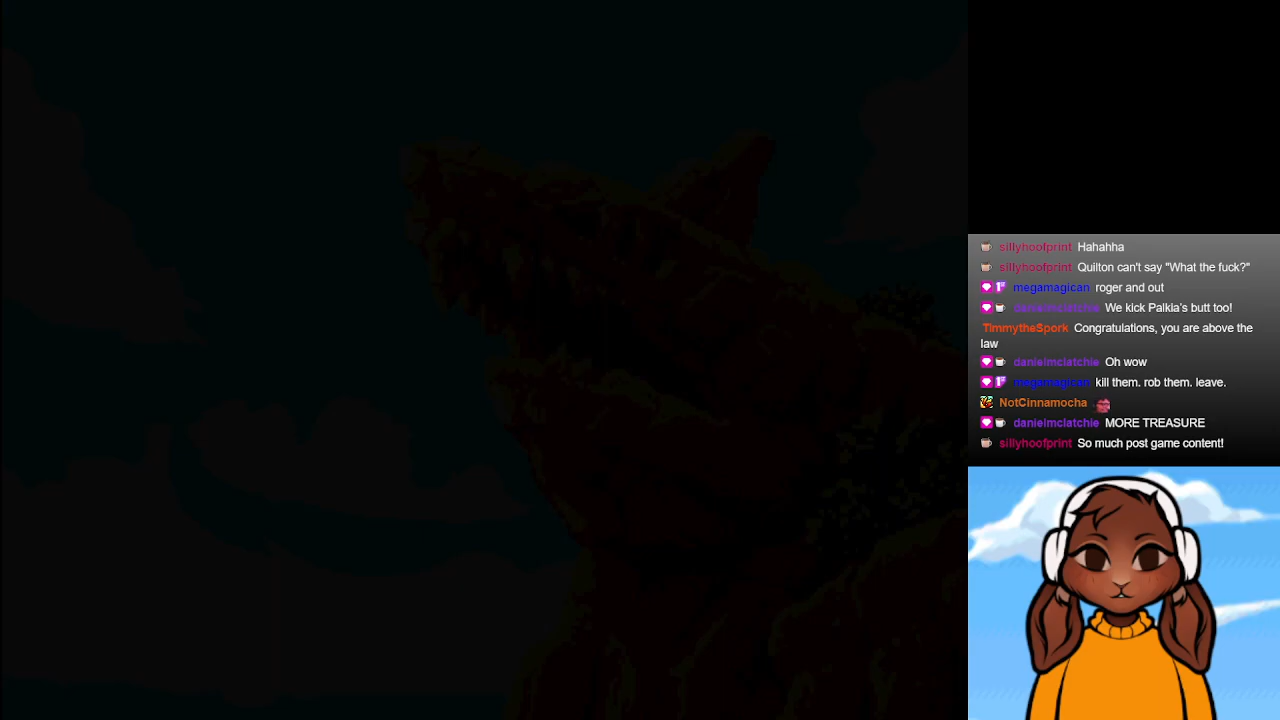 sillyhoofprint Hahahha
sillyhoofprint Quilton can't say "What the fuck?"
megamagican roger and out
danielmclatchie We kick Palkia's butt too!
TimmytheSpork Congratulations, you are above the
law
danielmclatchie Oh wow
megamagican kill them. rob them. leave.
NotCinnamocha
danielmclatchie MORE TREASURE
sillyhoofprint So much post game content!